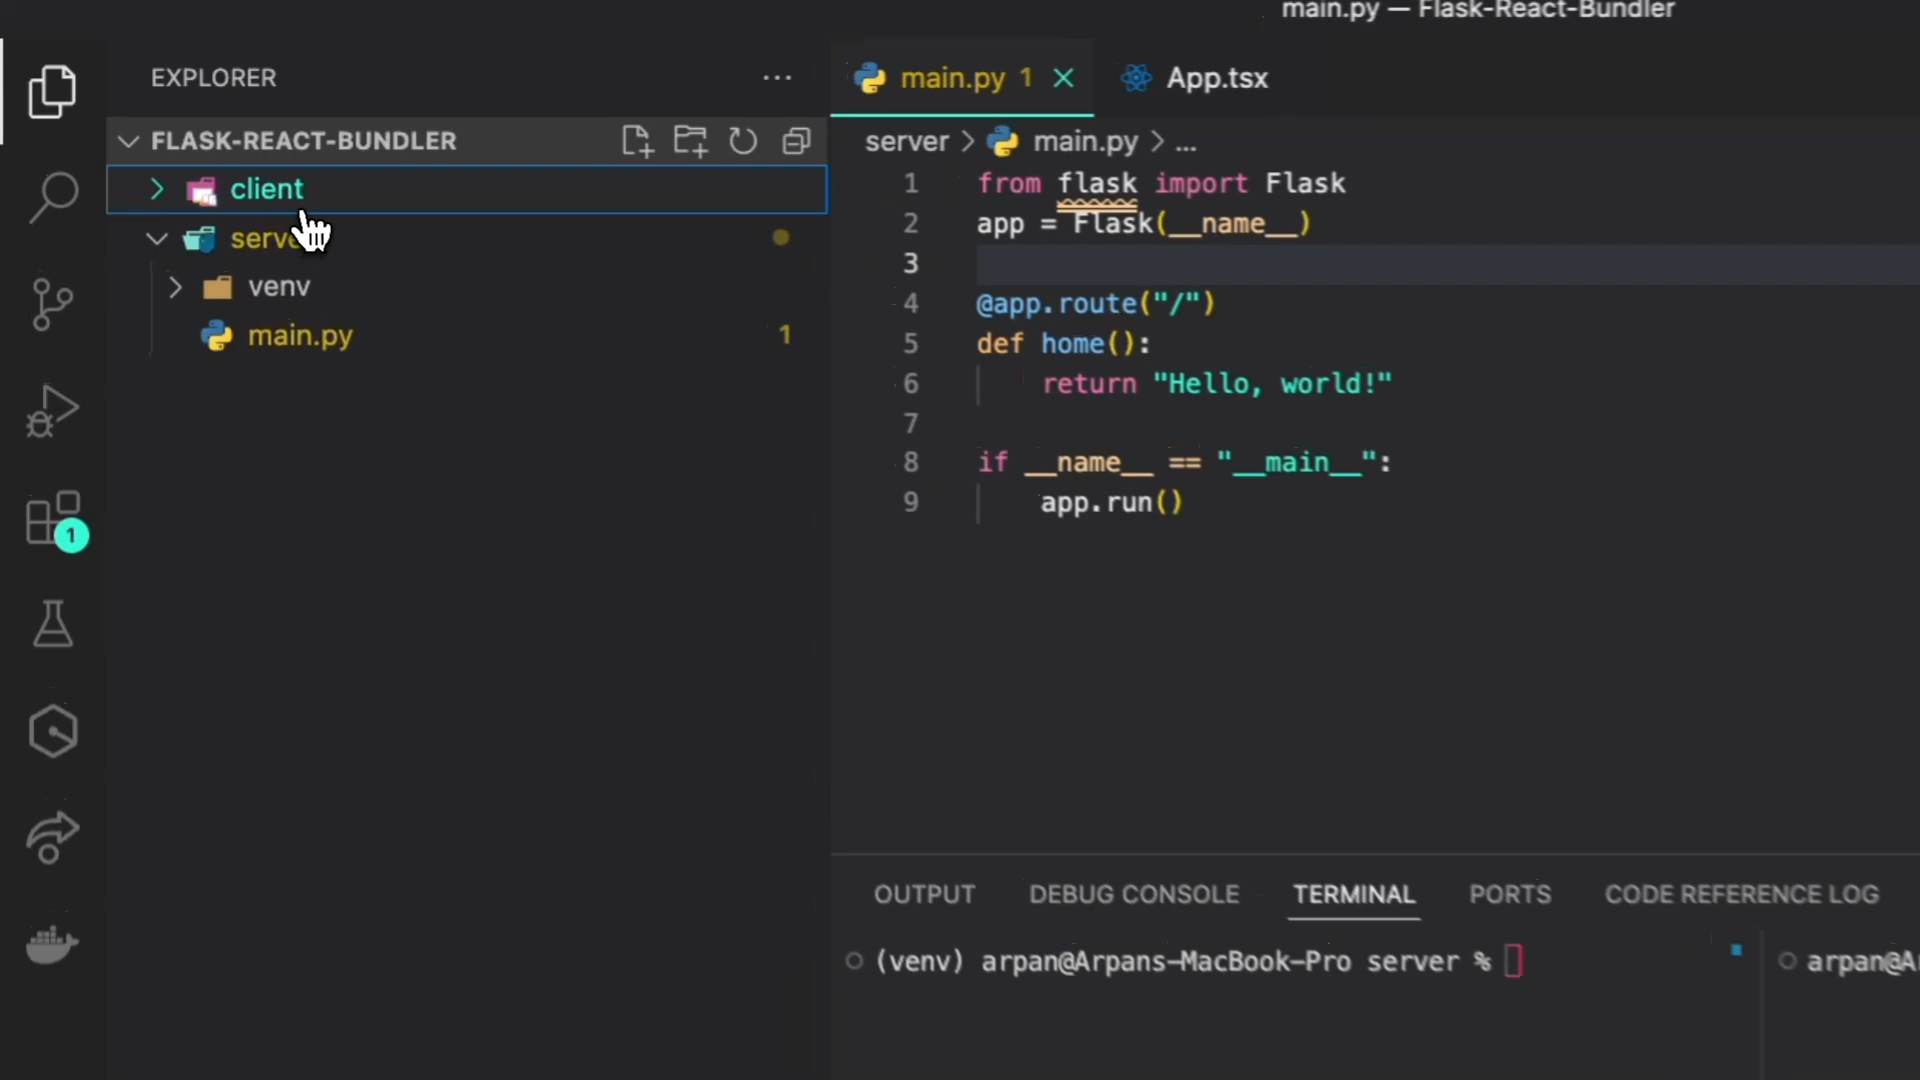 main.py — Flask-React-Bundler
EXPLORER
FLASK-REACT-BUNDLER
client
serve
venv
main.py 1
1
main.py 1
App.tsx
server > main.py > ...
1 from flask import Flask
2 app = Flask(__name__)
3
4 @app.route("/")
5 def home():
6 return "Hello, world!"
7
8 if __name__ == "__main__":
9 app.run()
OUTPUT DEBUG CONSOLE TERMINAL PORTS CODE REFERENCE LOG
(venv) arpan@Arpans-MacBook-Pro server %
arpan@A